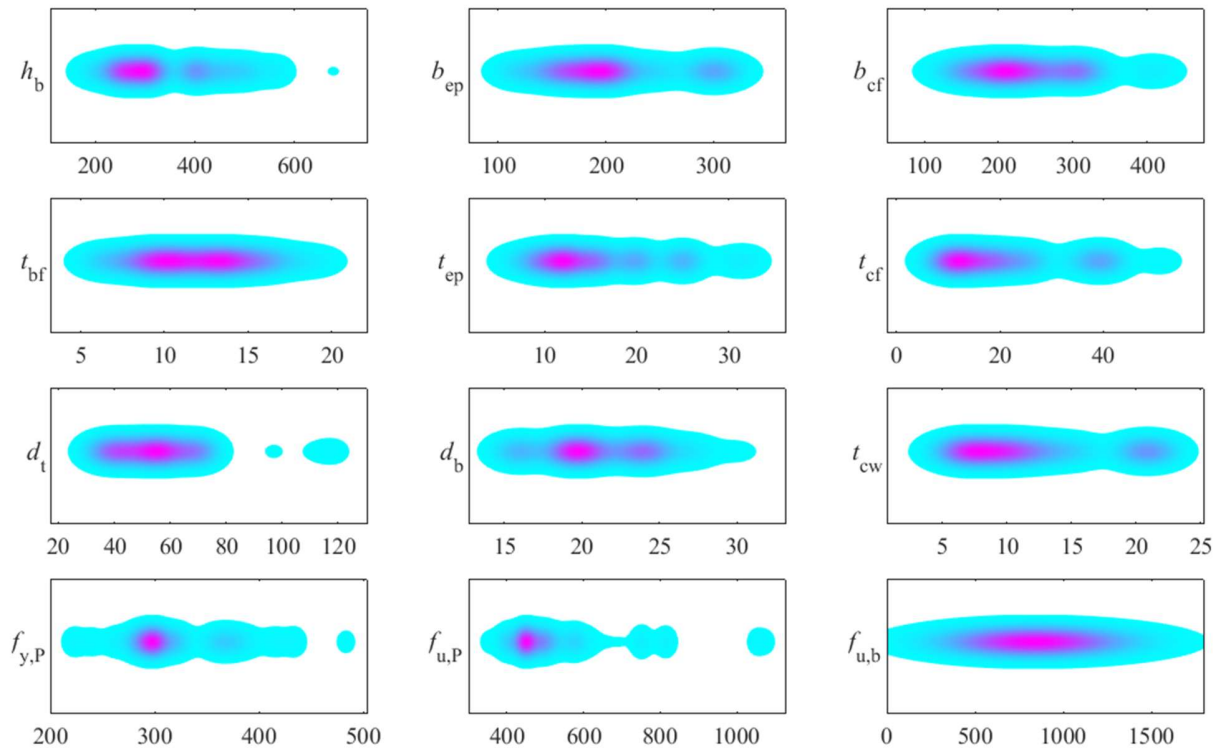 h_b b_ep b_cf
200 400 600 100 200 300 100 200 300 400
t_bf t_ep t_cf
5 10 15 20 10 20 30 0 20 40
d_t d_b t_cw
20 40 60 80 100 120 15 20 25 30 5 10 15 20 25
f_y,P f_u,P f_u,b
200 300 400 500 400 600 800 1000 0 500 1000 1500